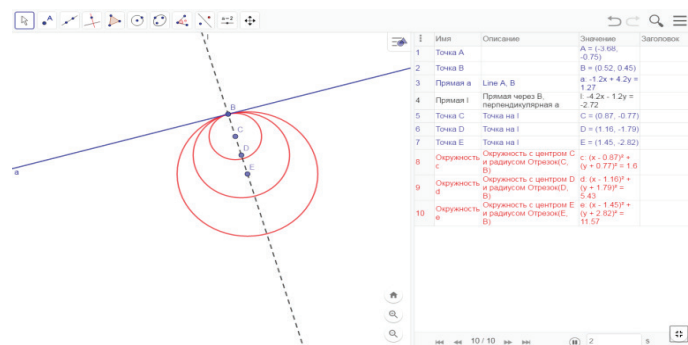 Имя Описание Значение Заголовок
1 Точка A A = (-3.68,
-0.75)
2 Точка B B = (0.52, 0.45)
3 Прямая a Line A, B a: -1.2x + 4.2y =
1.27
4 Прямая l Прямая через B,
перпендикулярная a l: -4.2x - 1.2y =
-2.72
5 Точка C Точка на l C = (0.87, -0.77)
6 Точка D Точка на l D = (1.16, -1.79)
7 Точка E Точка на l E = (1.45, -2.82)
8 Окружность
c Окружность с центром C
и радиусом Отрезок(C,
B) c: (x - 0.87)² +
(y + 0.77)² = 1.6
9 Окружность
d Окружность с центром D
и радиусом Отрезок(D,
B) d: (x - 1.16)² +
(y + 1.79)² =
5.43
10 Окружность
e Окружность с центром E
и радиусом Отрезок(E,
B) e: (x - 1.45)² +
(y + 2.82)² =
11.57
B
C
D
E
a
10 / 10 2 s